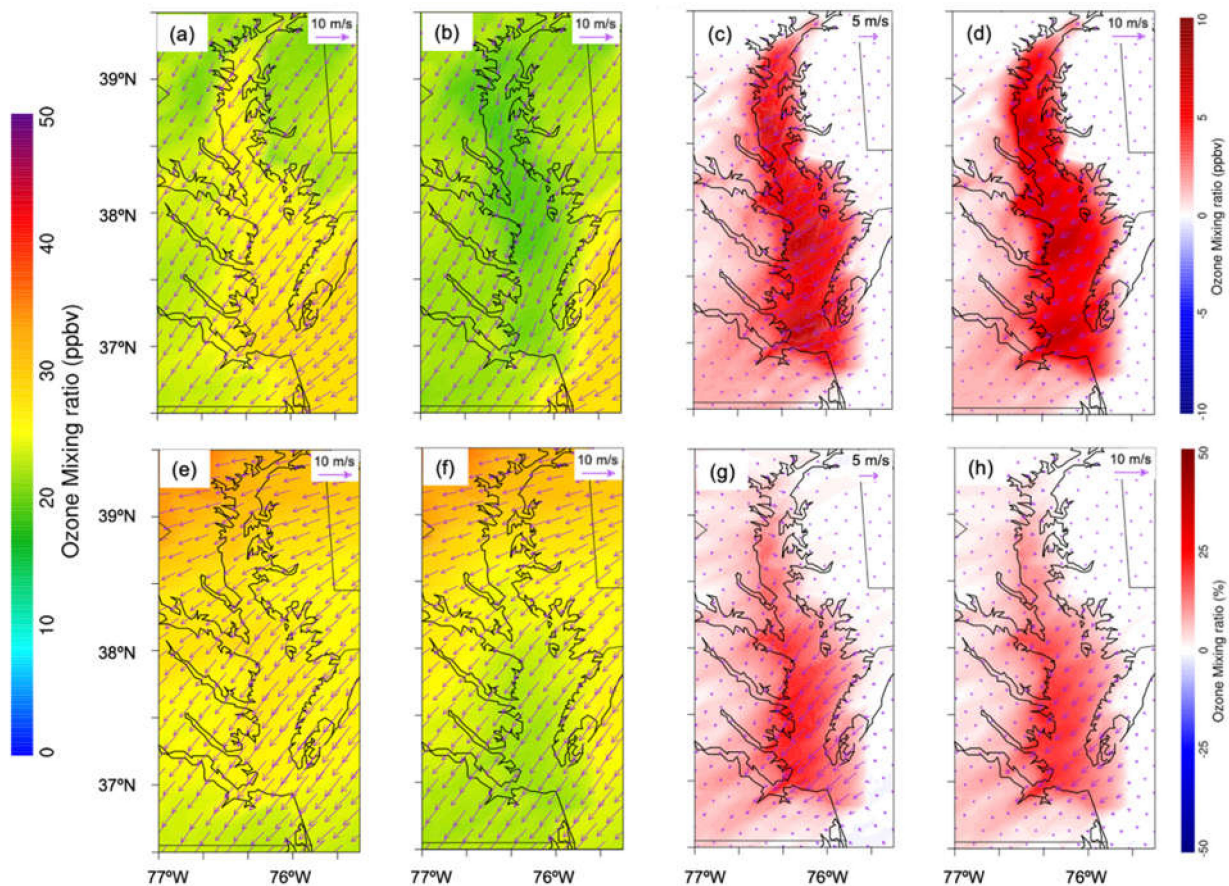 (a) 10 m/s
(b) 10 m/s
(c) 5 m/s
(d) 10 m/s
39°N
38°N
37°N
10
5
0
-5
-10
Ozone Mixing ratio (ppbv)
50
40
30
20
10
0
Ozone Mixing ratio (ppbv)
(e) 10 m/s
(f) 10 m/s
(g) 5 m/s
(h) 10 m/s
39°N
38°N
37°N
50
25
0
-25
-50
Ozone Mixing ratio (%)
77°W 76°W 77°W 76°W 77°W 76°W 77°W 76°W